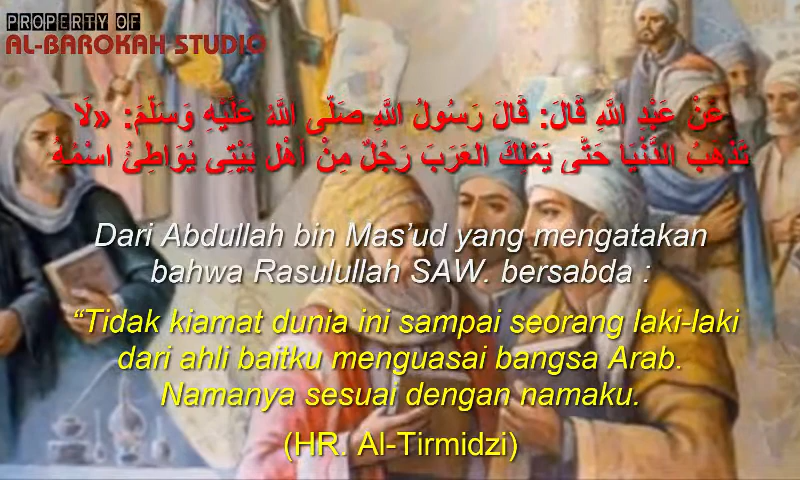 PROPERTY OF
AL-BAROKAH STUDIO
عَنْ عَبْدِ اللَّهِ قَالَ: قَالَ رَسُولُ اللَّهِ صَلَّى اللَّهُ عَلَيْهِ وَسَلَّمَ: «لَا
تَذْهَبُ الدُّنْيَا حَتَّى يَمْلِكَ العَرَبَ رَجُلٌ مِنْ أَهْلِ بَيْتِي يُوَاطِئُ اسْمُهُ
Dari Abdullah bin Mas’ud yang mengatakan
bahwa Rasulullah SAW. bersabda :
“Tidak kiamat dunia ini sampai seorang laki-laki
dari ahli baitku menguasai bangsa Arab.
Namanya sesuai dengan namaku.
(HR. Al-Tirmidzi)